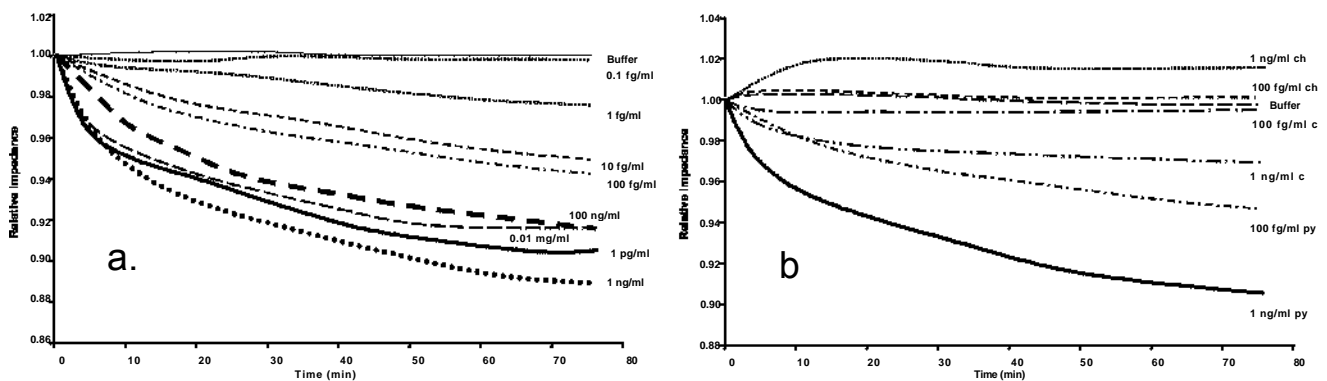 1.02
1.00
0.98
0.96
0.94
0.92
0.90
0.88
0.86
Relative Impedance
Buffer
0.1 fg/ml
1 fg/ml
10 fg/ml
100 fg/ml
100 ng/ml
0.01 mg/ml
1 pg/ml
1 ng/ml
a.
0 10 20 30 40 50 60 70 80
Time (min)
1.04
1.02
1.00
0.98
0.96
0.94
0.92
0.90
0.88
Relative Impedance
1 ng/ml ch
100 fg/ml ch
Buffer
100 fg/ml c
1 ng/ml c
100 fg/ml py
1 ng/ml py
b
0 10 20 30 40 50 60 70 80
Time (min)